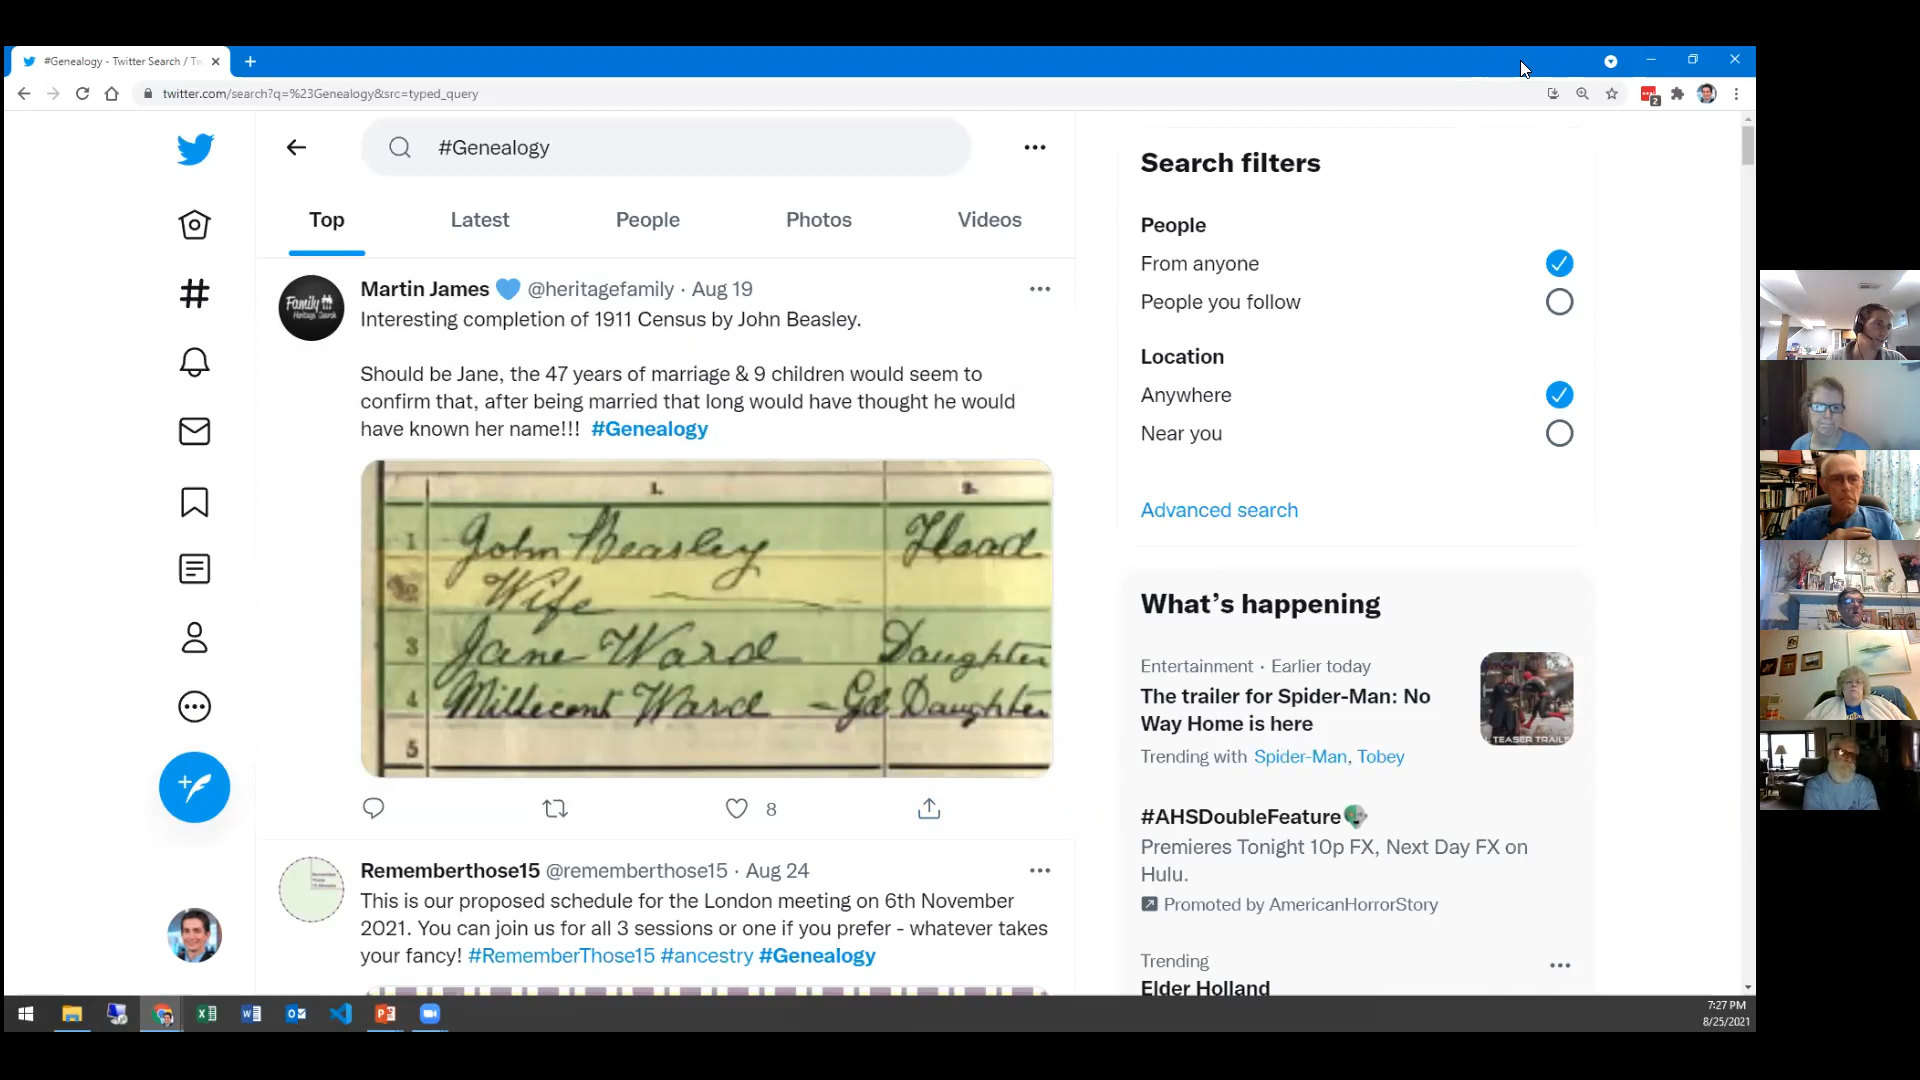 #Genealogy - Twitter Search / Tw
twitter.com/search?q=%23Genealogy&src=typed_query
2
#Genealogy
Top
Latest
People
Photos
Videos
Martin James 💙 @heritagefamily · Aug 19
Interesting completion of 1911 Census by John Beasley.
Should be Jane, the 47 years of marriage & 9 children would seem to
confirm that, after being married that long would have thought he would
have known her name!!! #Genealogy
Family
Heritage Search
1. 2.
1 John Beasley Head
Wife
3 Jane Ward Daughter
4 Millecent Ward - Gd Daughter
5
8
Rememberthose15 @rememberthose15 · Aug 24
This is our proposed schedule for the London meeting on 6th November
2021. You can join us for all 3 sessions or one if you prefer - whatever takes
your fancy! #RememberThose15 #ancestry #Genealogy
Search filters
People
From anyone
People you follow
Location
Anywhere
Near you
Advanced search
What's happening
Entertainment · Earlier today
The trailer for Spider-Man: No
Way Home is here
Trending with Spider-Man, Tobey
L TEASER TRAILE
#AHSDoubleFeature
Premieres Tonight 10p FX, Next Day FX on
Hulu.
Promoted by AmericanHorrorStory
Trending
Elder Holland
7:27 PM
8/25/2021